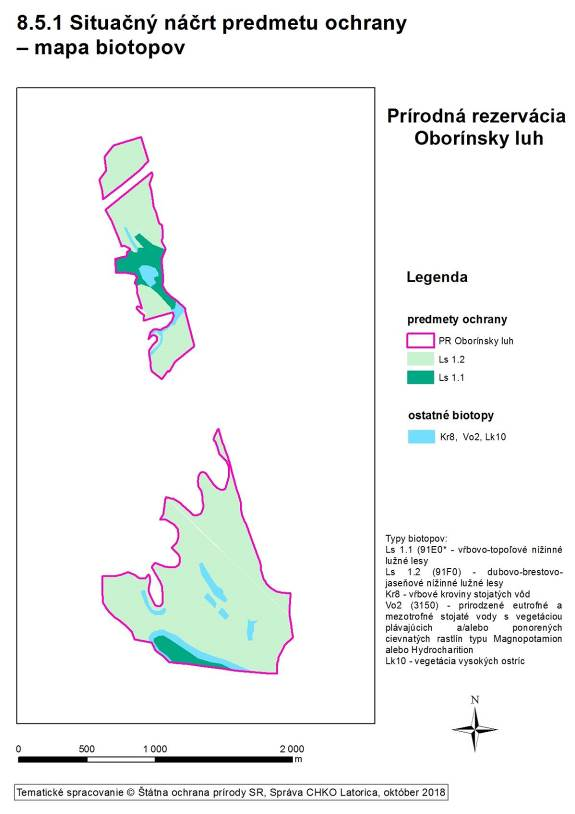 8.5.1 Situačný náčrt predmetu ochrany
– mapa biotopov
Prírodná rezervácia
Oborínsky luh
Legenda
predmety ochrany
PR Oborínsky luh
Ls 1.2
Ls 1.1
ostatné biotopy
Kr8, Vo2, Lk10
Typy biotopov:
Ls 1.1 (91E0* - vŕbovo-topoľové nížinné
lužné lesy
Ls 1.2 (91F0) - dubovo-brestovo-
jaseňové nížinné lužné lesy
Kr8 - vŕbové kroviny stojatých vôd
Vo2 (3150) - prirodzené eutrofné a
mezotrofné stojaté vody s vegetáciou
plávajúcich a/alebo ponorených
cievnatých rastlín typu Magnopotamion
alebo Hydrocharition
Lk10 - vegetácia vysokých ostríc
N
0 500 1 000 2 000
m
Tematické spracovanie © Štátna ochrana prírody SR, Správa CHKO Latorica, október 2018